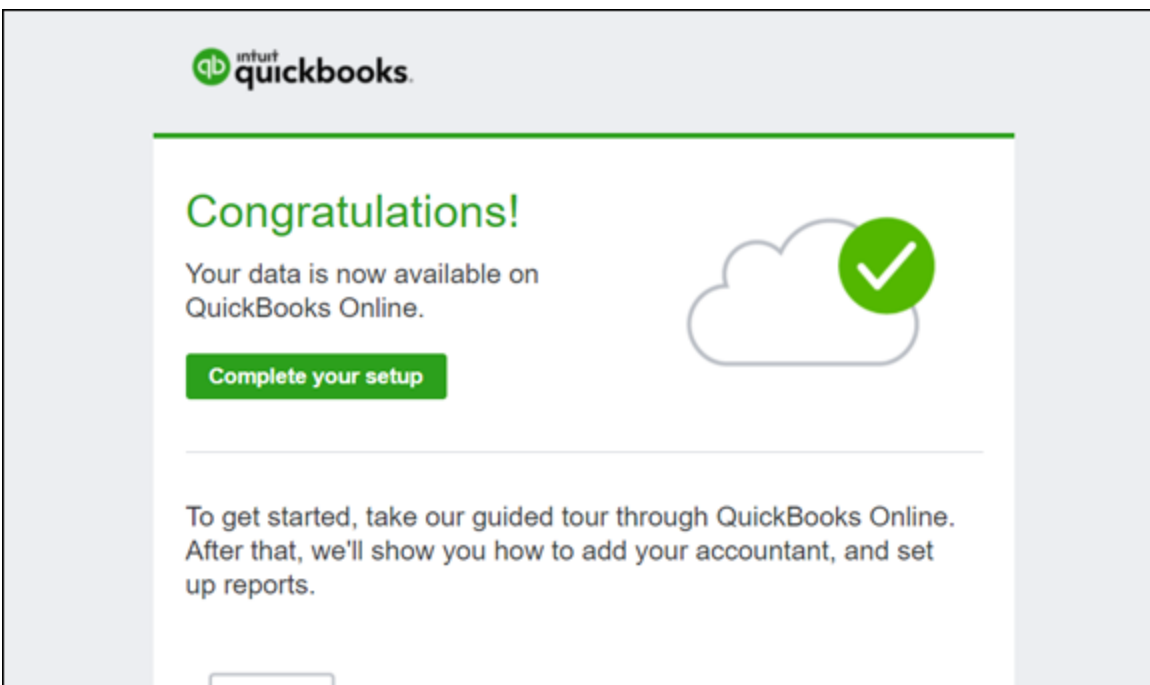 intuit
quickbooks.
Congratulations!
Your data is now available on
QuickBooks Online.
Complete your setup
To get started, take our guided tour through QuickBooks Online.
After that, we'll show you how to add your accountant, and set
up reports.